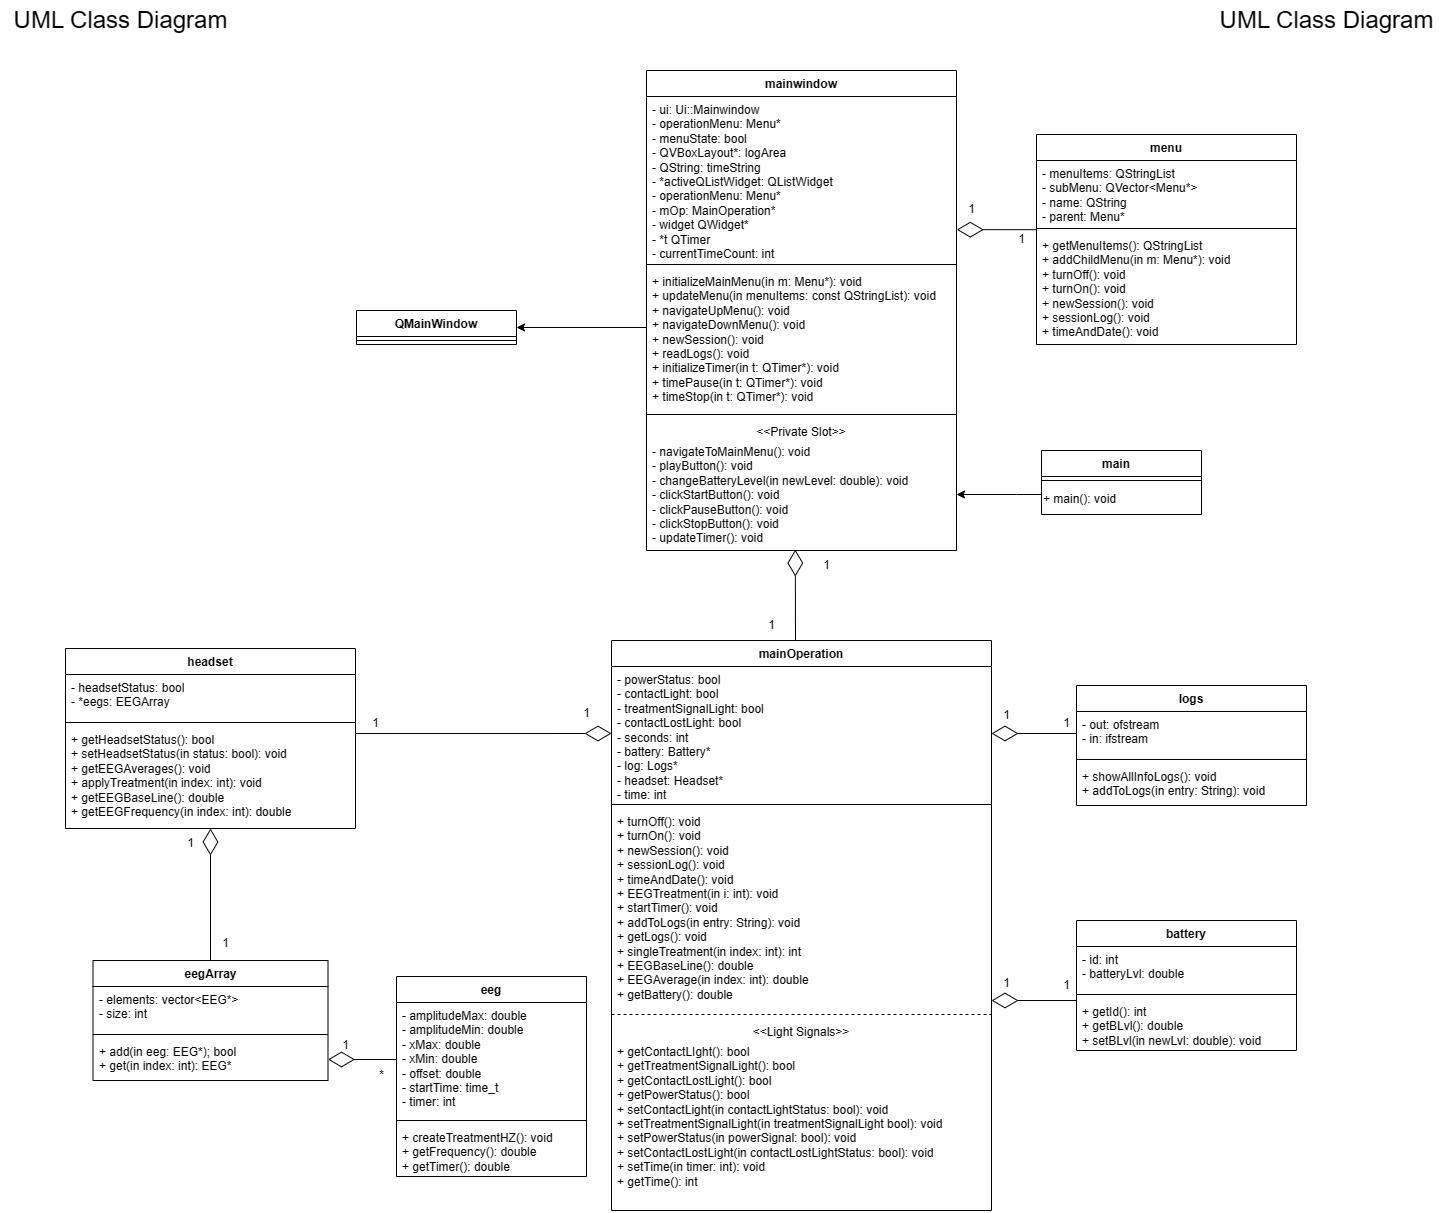 UML Class Diagram
UML Class Diagram
mainwindow
- ui: Ui::Mainwindow
- operationMenu: Menu*
- menuState: bool
- QVBoxLayout*: logArea
- QString: timeString
- *activeQListWidget: QListWidget
- operationMenu: Menu*
- mOp: MainOperation*
- widget QWidget*
- *t QTimer
- currentTimeCount: int
+ initializeMainMenu(in m: Menu*): void
+ updateMenu(in menuItems: const QStringList): void
+ navigateUpMenu(): void
+ navigateDownMenu(): void
+ newSession(): void
+ readLogs(): void
+ initializeTimer(in t: QTimer*): void
+ timePause(in t: QTimer*): void
+ timeStop(in t: QTimer*): void
<<Private Slot>>
- navigateToMainMenu(): void
- playButton(): void
- changeBatteryLevel(in newLevel: double): void
- clickStartButton(): void
- clickPauseButton(): void
- clickStopButton(): void
- updateTimer(): void
menu
- menuItems: QStringList
- subMenu: QVector<Menu*>
- name: QString
- parent: Menu*
+ getMenuItems(): QStringList
+ addChildMenu(in m: Menu*): void
+ turnOff(): void
+ turnOn(): void
+ newSession(): void
+ sessionLog(): void
+ timeAndDate(): void
1
1
QMainWindow
main
+ main(): void
1
1
headset
- headsetStatus: bool
- *eegs: EEGArray
+ getHeadsetStatus(): bool
+ setHeadsetStatus(in status: bool): void
+ getEEGAverages(): void
+ applyTreatment(in index: int): void
+ getEEGBaseLine(): double
+ getEEGFrequency(in index: int): double
1
1
mainOperation
- powerStatus: bool
- contactLight: bool
- treatmentSignalLight: bool
- contactLostLight: bool
- seconds: int
- battery: Battery*
- log: Logs*
- headset: Headset*
- time: int
+ turnOff(): void
+ turnOn(): void
+ newSession(): void
+ sessionLog(): void
+ timeAndDate(): void
+ EEGTreatment(in i: int): void
+ startTimer(): void
+ addToLogs(in entry: String): void
+ getLogs(): void
+ singleTreatment(in index: int): int
+ EEGBaseLine(): double
+ EEGAverage(in index: int): double
+ getBattery(): double
<<Light Signals>>
+ getContactLIght(): bool
+ getTreatmentSignalLight(): bool
+ getContactLostLight(): bool
+ getPowerStatus(): bool
+ setContactLight(in contactLightStatus: bool): void
+ setTreatmentSignalLight(in treatmentSignalLight bool): void
+ setPowerStatus(in powerSignal: bool): void
+ setContactLostLight(in contactLostLightStatus: bool): void
+ setTime(in timer: int): void
+ getTime(): int
1
1
logs
- out: ofstream
- in: ifstream
+ showAllInfoLogs(): void
+ addToLogs(in entry: String): void
1
1
battery
- id: int
- batteryLvl: double
+ getId(): int
+ getBLvl(): double
+ setBLvl(in newLvl: double): void
1
1
eegArray
- elements: vector<EEG*>
- size: int
+ add(in eeg: EEG*); bool
+ get(in index: int): EEG*
1
*
eeg
- amplitudeMax: double
- amplitudeMin: double
- xMax: double
- xMin: double
- offset: double
- startTime: time_t
- timer: int
+ createTreatmentHZ(): void
+ getFrequency(): double
+ getTimer(): double